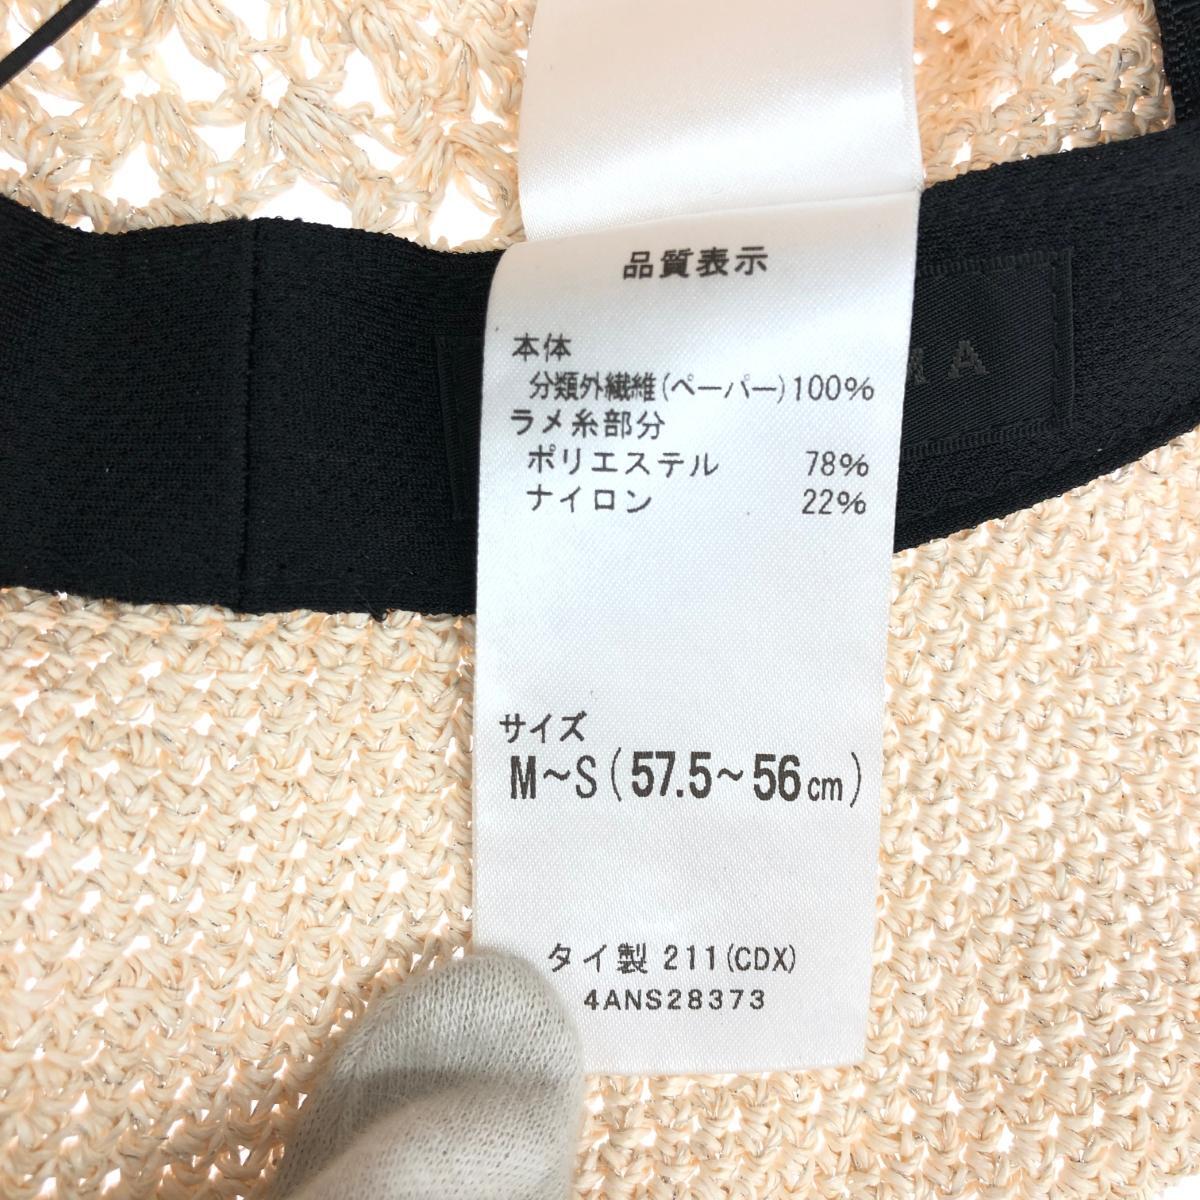 品質表示
本体
分類外繊維(ペーパー)100%
ラメ糸部分
ポリエステル 78%
ナイロン 22%
サイズ
M~S(57.5~56cm)
タイ製 211(CDX)
4ANS28373